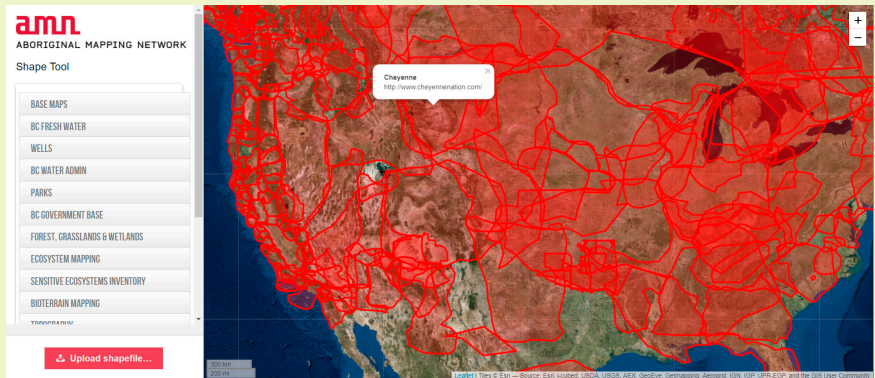 amn
ABORIGINAL MAPPING NETWORK
Shape Tool
BASE MAPS
BC FRESH WATER
WELLS
BC WATER ADMIN
PARKS
BC GOVERNMENT BASE
FOREST, GRASSLANDS & WETLANDS
ECOSYSTEM MAPPING
SENSITIVE ECOSYSTEMS INVENTORY
BIOTERRAIN MAPPING
TOPOGRAPHY
Upload shapefile...
Cheyenne
http://www.cheyennenation.com/
×
+
−
300 km
200 mi
Leaflet | Tiles © Esri — Source: Esri, i-cubed, USDA, USGS, AEX, GeoEye, Getmapping, Aerogrid, IGN, IGP, UPR-EGP, and the GIS User Community